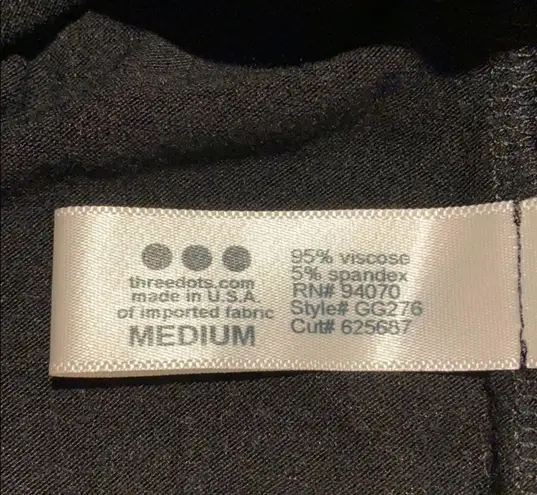 threedots.com
made in U.S.A.
of imported fabric
MEDIUM
95% viscose
5% spandex
RN# 94070
Style# GG276
Cut# 625687